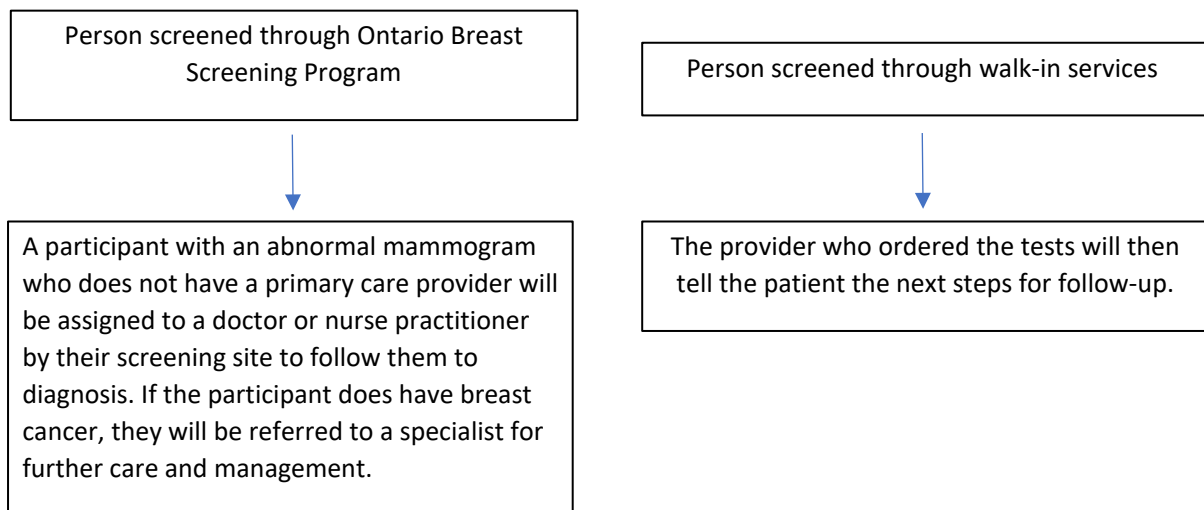 Person screened through Ontario Breast
Screening Program
Person screened through walk-in services
A participant with an abnormal mammogram
who does not have a primary care provider will
be assigned to a doctor or nurse practitioner
by their screening site to follow them to
diagnosis. If the participant does have breast
cancer, they will be referred to a specialist for
further care and management.
The provider who ordered the tests will then
tell the patient the next steps for follow-up.